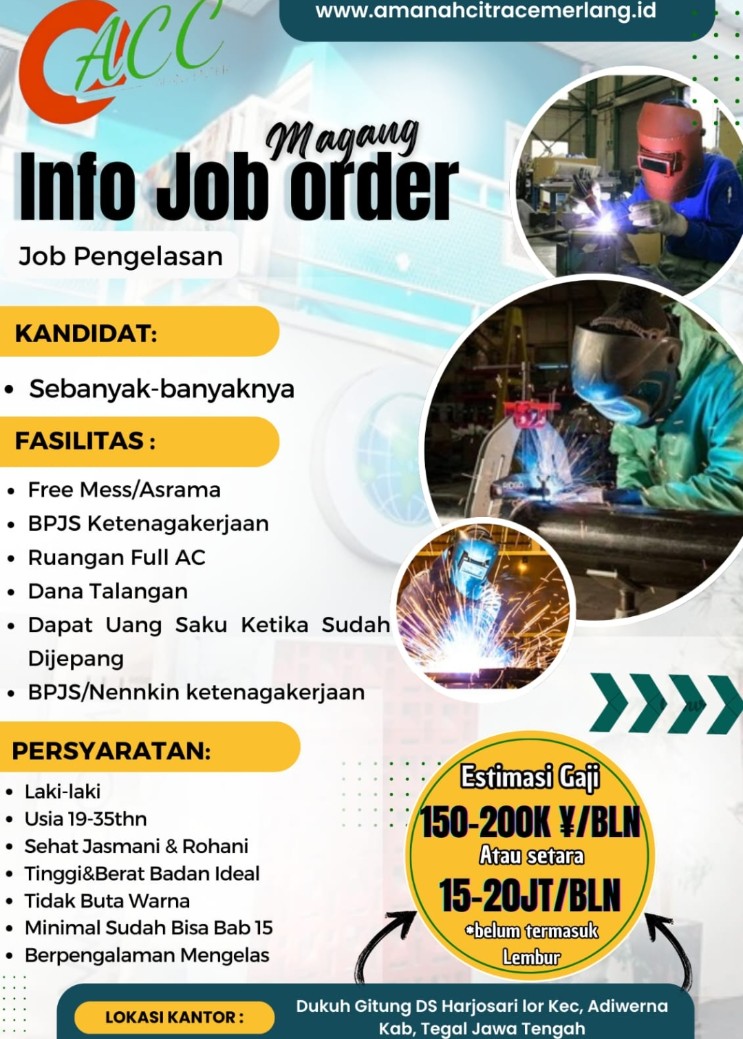 www.amanahcitracemerlang.id
ACC
Magang
Info Job order
Job Pengelasan
KANDIDAT:
• Sebanyak-banyaknya
FASILITAS :
• Free Mess/Asrama
• BPJS Ketenagakerjaan
• Ruangan Full AC
• Dana Talangan
• Dapat Uang Saku Ketika Sudah
Dijepang
• BPJS/Nennkin ketenagakerjaan
PERSYARATAN:
• Laki-laki
• Usia 19-35thn
• Sehat Jasmani & Rohani
• Tinggi&Berat Badan Ideal
• Tidak Buta Warna
• Minimal Sudah Bisa Bab 15
• Berpengalaman Mengelas
Estimasi Gaji
150-200K ¥/BLN
Atau setara
15-20JT/BLN
*belum termasuk
Lembur
LOKASI KANTOR :
Dukuh Gitung DS Harjosari lor Kec, Adiwerna
Kab, Tegal Jawa Tengah